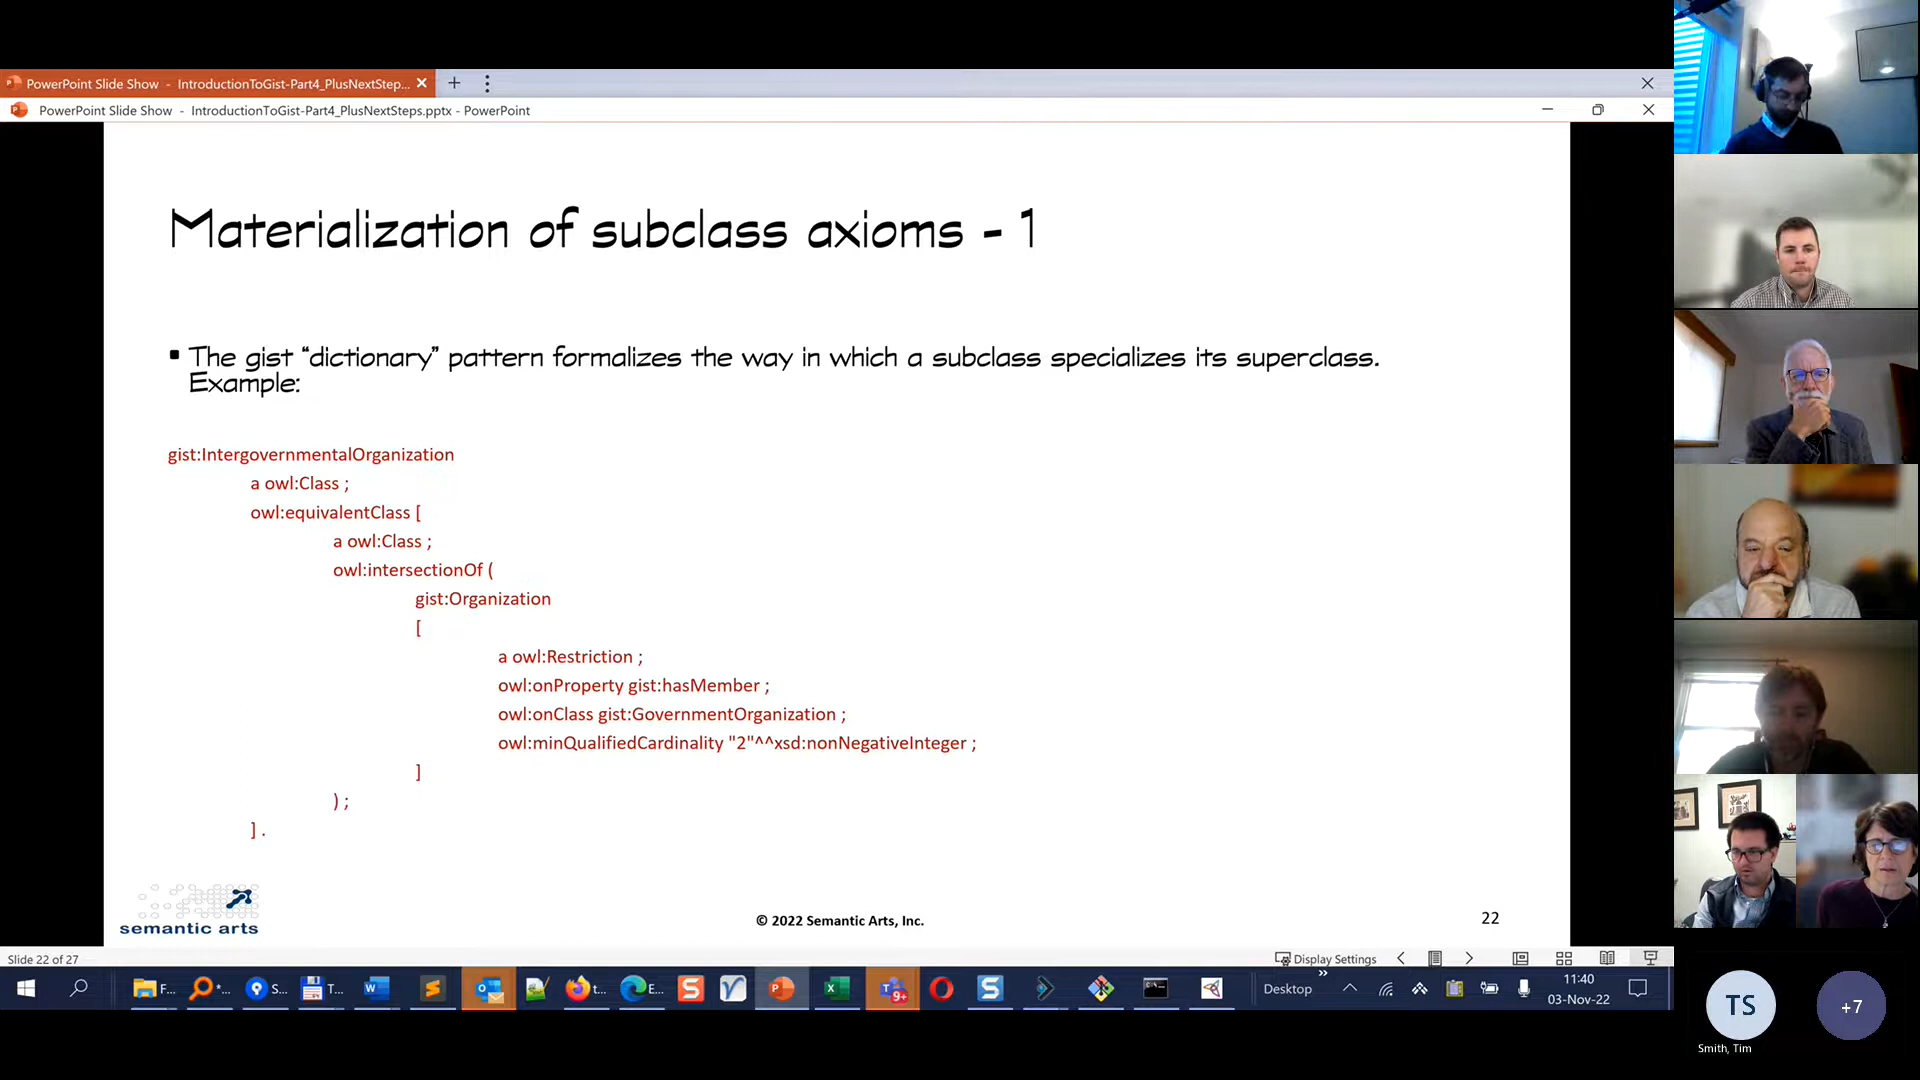 PowerPoint Slide Show - IntroductionToGist-Part4_PlusNextStep...
PowerPoint Slide Show - IntroductionToGist-Part4_PlusNextSteps.pptx - PowerPoint
Materialization of subclass axioms - 1
▪ The gist “dictionary” pattern formalizes the way in which a subclass specializes its superclass.
Example:
gist:IntergovernmentalOrganization
a owl:Class ;
owl:equivalentClass [
a owl:Class ;
owl:intersectionOf (
gist:Organization
[
a owl:Restriction ;
owl:onProperty gist:hasMember ;
owl:onClass gist:GovernmentOrganization ;
owl:minQualifiedCardinality "2"^^xsd:nonNegativeInteger ;
]
) ;
] .
semantic arts
© 2022 Semantic Arts, Inc.
22
Slide 22 of 27
Display Settings
F...
*...
S...
T...
t...
E...
9+
Desktop
11:40
03-Nov-22
TS
+7
Smith, Tim